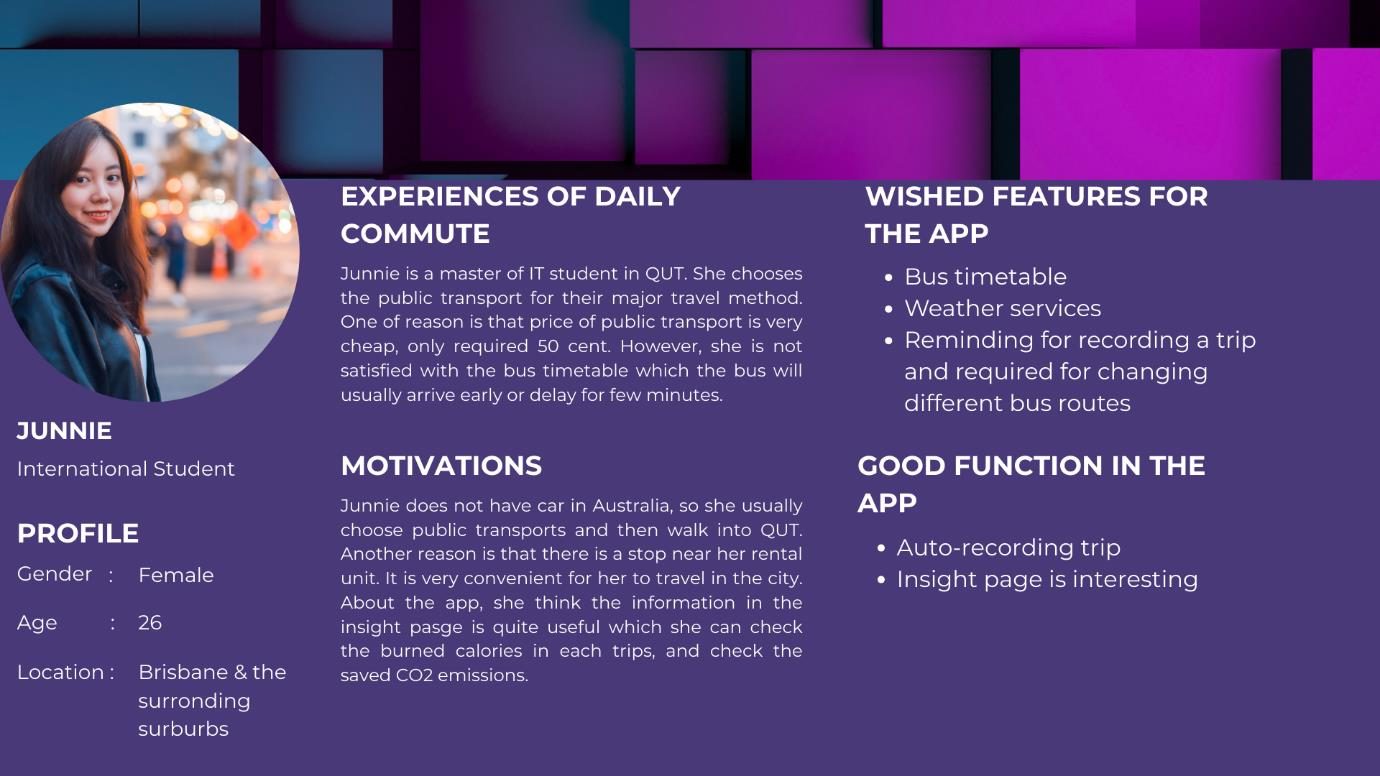 JUNNIE
International Student
PROFILE
Gender : Female
Age : 26
Location : Brisbane & the
surronding
surburbs
EXPERIENCES OF DAILY
COMMUTE
Junnie is a master of IT student in QUT. She chooses
the public transport for their major travel method.
One of reason is that price of public transport is very
cheap, only required 50 cent. However, she is not
satisfied with the bus timetable which the bus will
usually arrive early or delay for few minutes.
MOTIVATIONS
Junnie does not have car in Australia, so she usually
choose public transports and then walk into QUT.
Another reason is that there is a stop near her rental
unit. It is very convenient for her to travel in the city.
About the app, she think the information in the
insight pasge is quite useful which she can check
the burned calories in each trips, and check the
saved CO2 emissions.
WISHED FEATURES FOR
THE APP
• Bus timetable
• Weather services
• Reminding for recording a trip
and required for changing
different bus routes
GOOD FUNCTION IN THE
APP
• Auto-recording trip
• Insight page is interesting